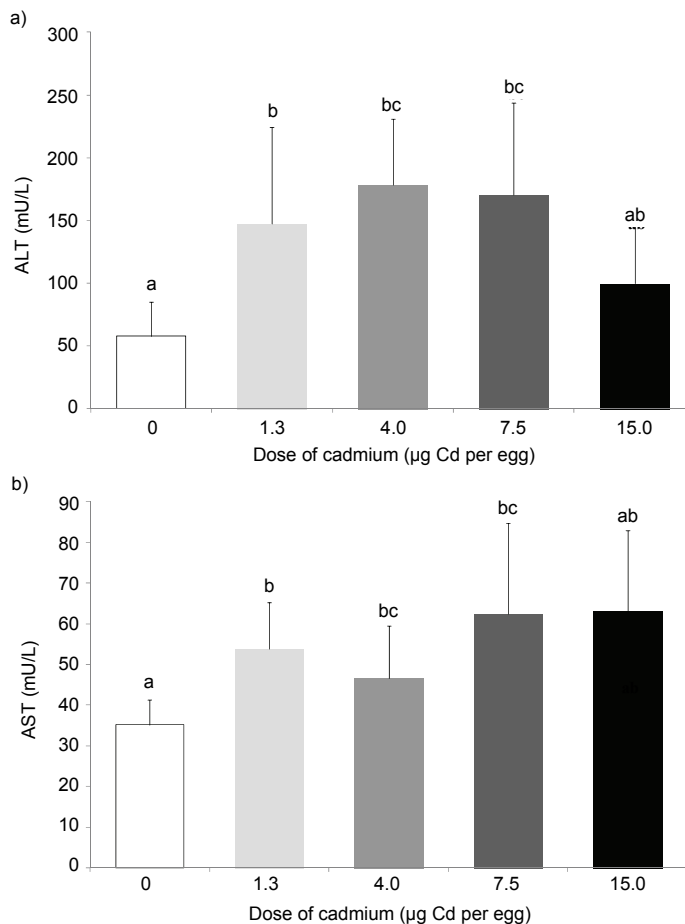 a)
300
250
200
150
100
50
0
ALT (mU/L)
a
b
bc
bc
ab
0 1.3 4.0 7.5 15.0
Dose of cadmium (µg Cd per egg)
b)
90
80
70
60
50
40
30
20
10
0
AST (mU/L)
a
b
bc
bc
ab
ab
0 1.3 4.0 7.5 15.0
Dose of cadmium (µg Cd per egg)